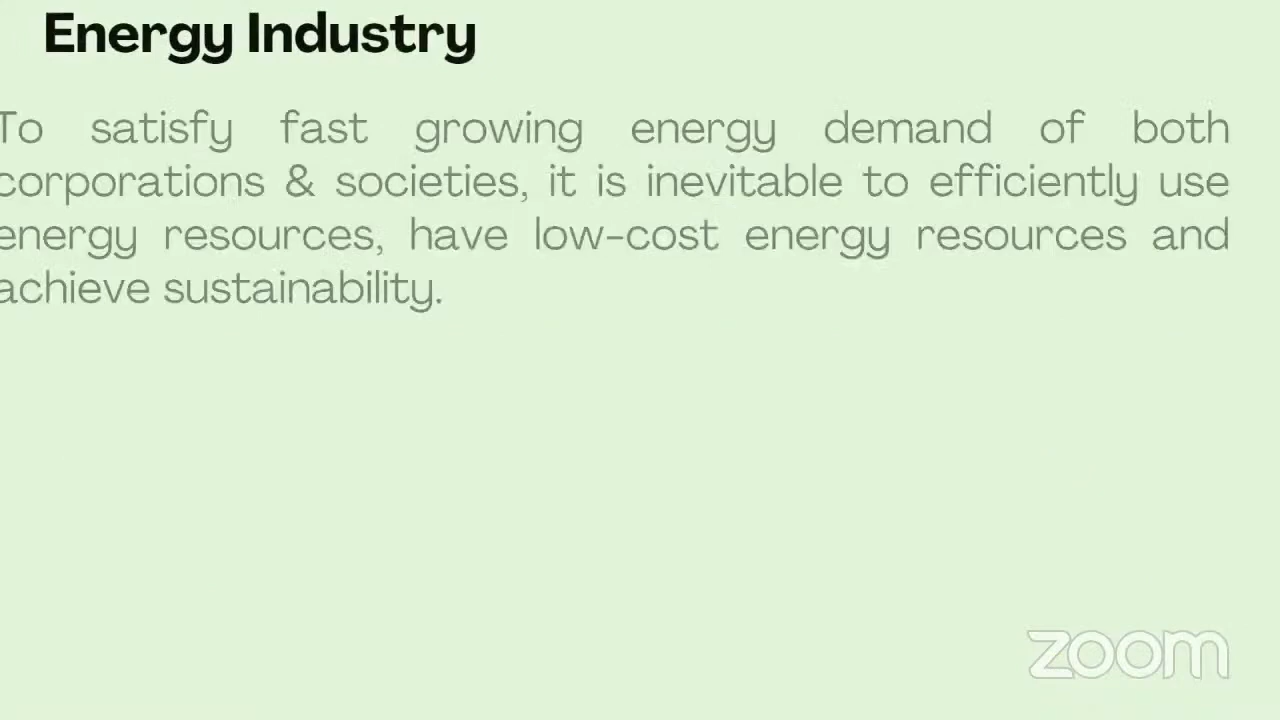 Energy Industry
To satisfy fast growing energy demand of both
corporations & societies, it is inevitable to efficiently use
energy resources, have low-cost energy resources and
achieve sustainability.
zoom